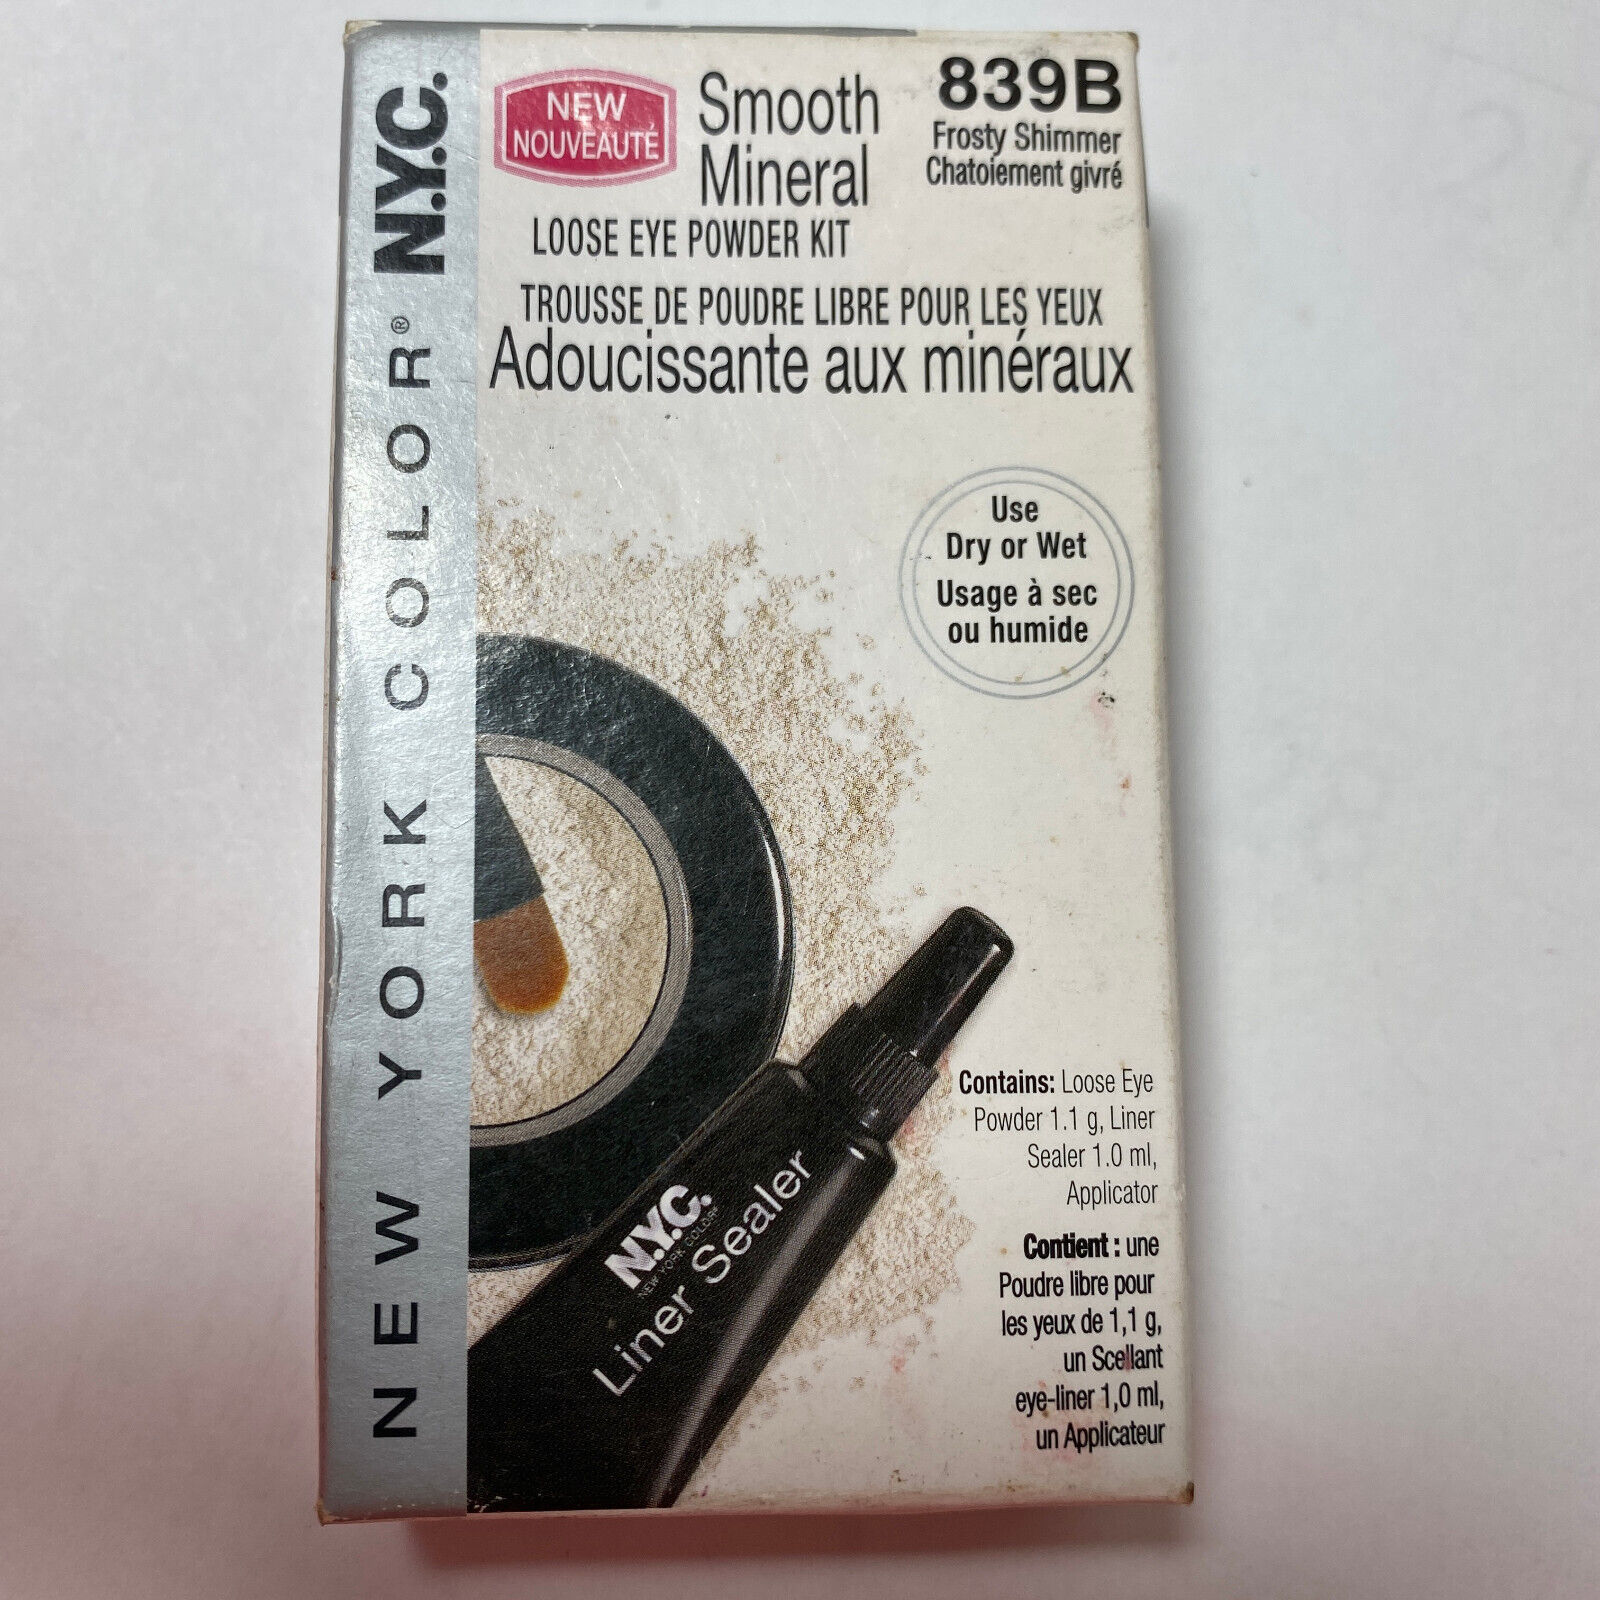 NEW YORK COLOR® N.Y.C.
NEW
NOUVEAUTÉ
Smooth
Mineral
LOOSE EYE POWDER KIT
839B
Frosty Shimmer
Chatoiement givré
TROUSSE DE POUDRE LIBRE POUR LES YEUX
Adoucissante aux minéraux
Use
Dry or Wet
Usage à sec
ou humide
N.Y.C.
NEW YORK COLOR®
Liner Sealer
Contains: Loose Eye
Powder 1.1 g, Liner
Sealer 1.0 ml,
Applicator
Contient : une
Poudre libre pour
les yeux de 1,1 g,
un Scellant
eye-liner 1,0 ml,
un Applicateur